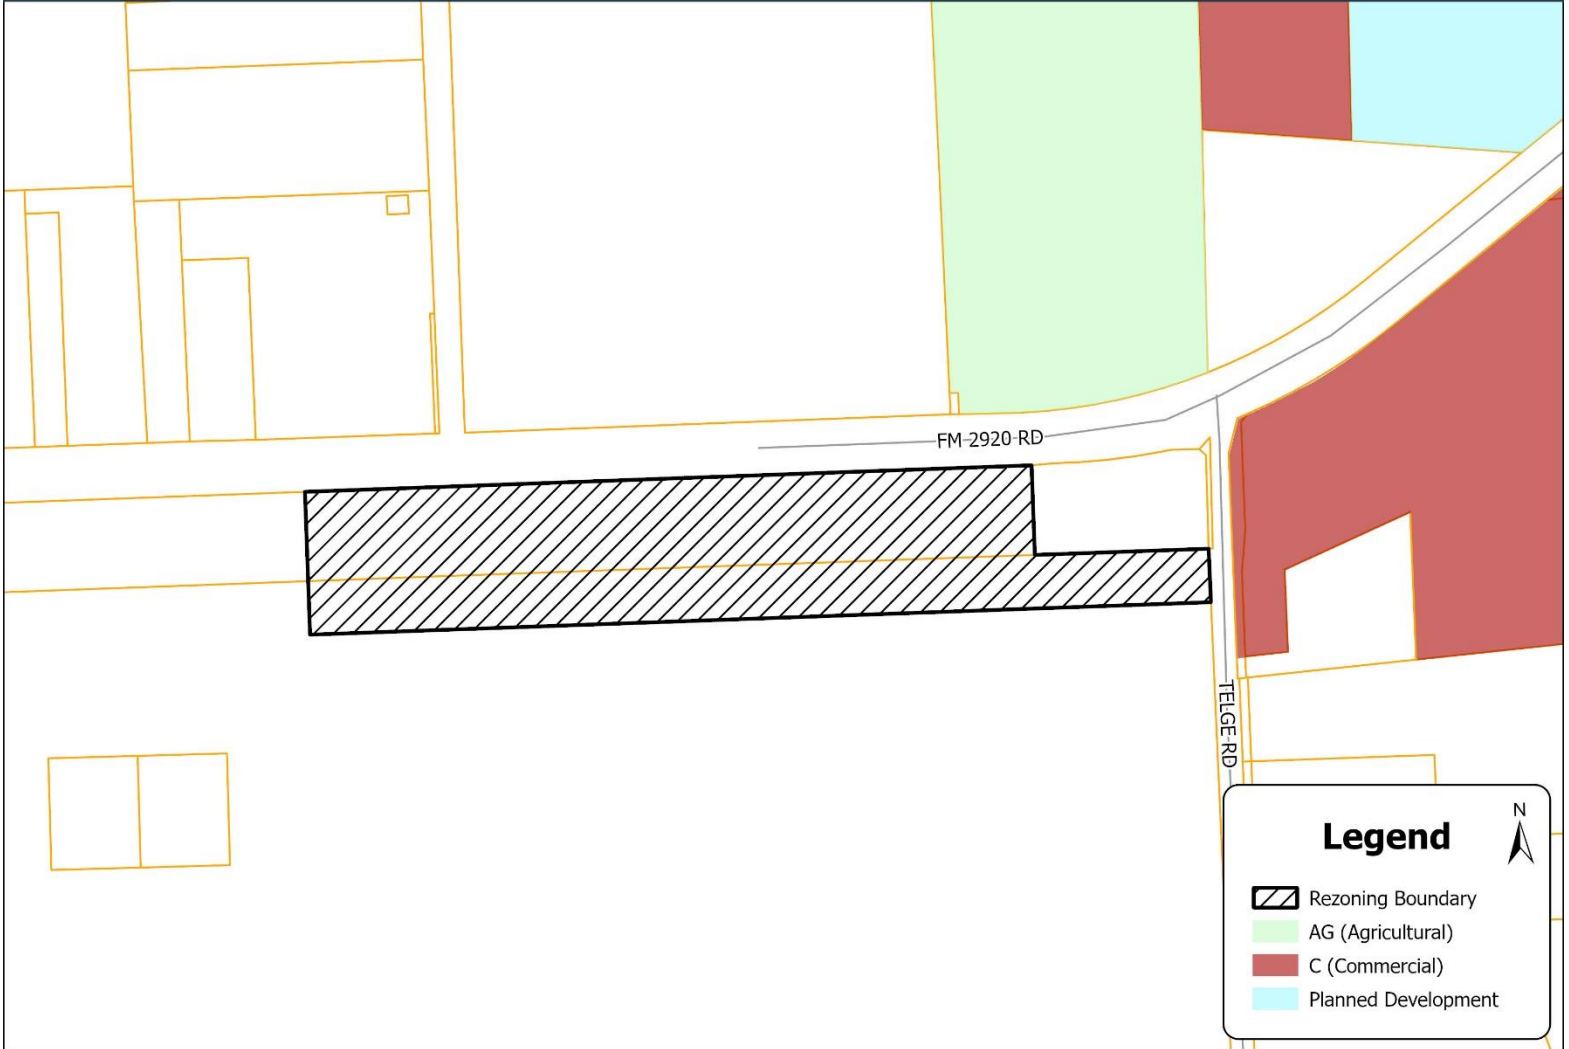 FM 2920 RD
TELGE RD
N
Legend
Rezoning Boundary
AG (Agricultural)
C (Commercial)
Planned Development